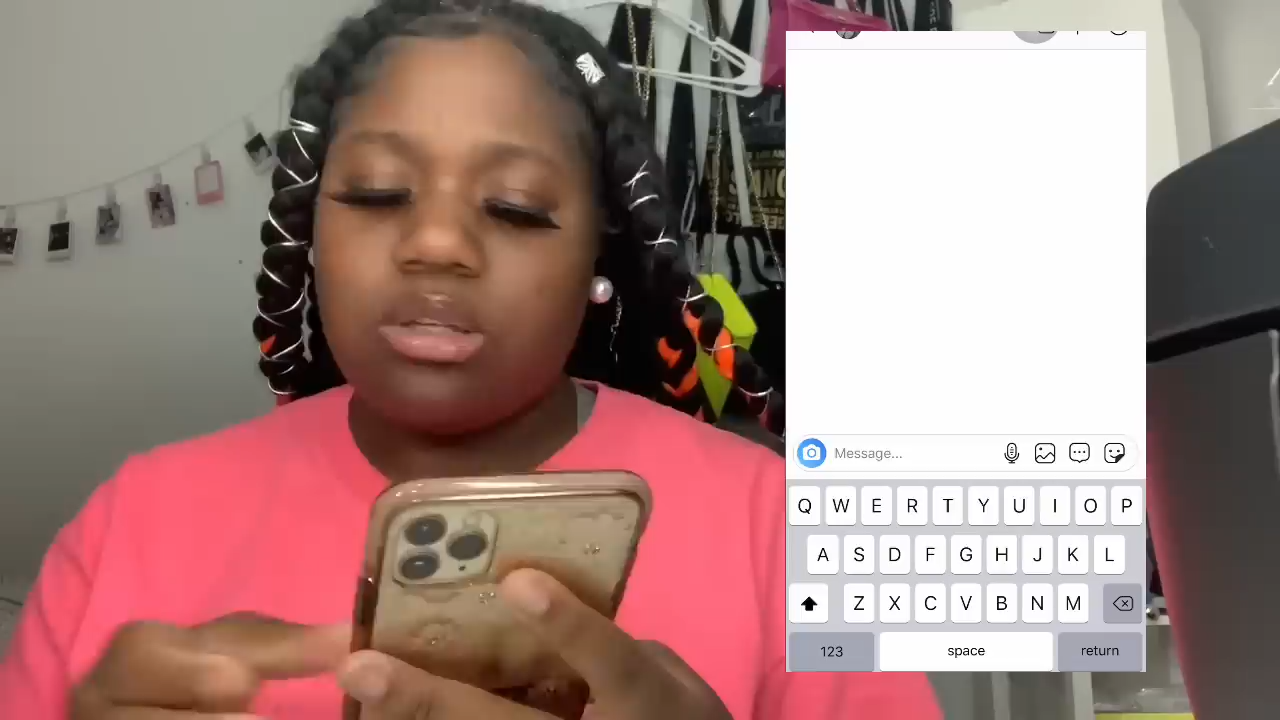 Message...
Q W E R T Y U I O P
A S D F G H J K L
Z X C V B N M
123 space return